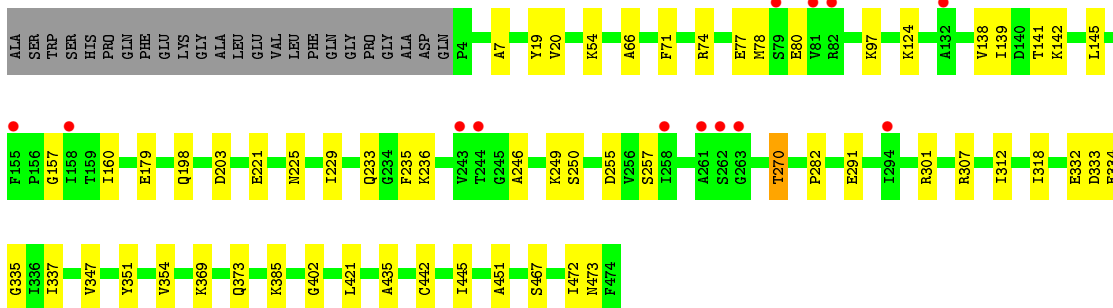 ALA SER TRP SER HIS PRO GLN PHE GLU LYS GLY ALA LEU GLU VAL LEU PHE GLN GLY PRO GLY ALA ASP GLN P4 A7 Y19 V20 K54 A66 F71 R74 E77 M78 S79 E80 V81 R82 K97 K124 A132 V138 I139 D140 T141 K142 L145
F155 P156 G157 I158 T159 I160 E179 Q198 D203 E221 N225 I229 Q233 G234 F235 K236 V243 T244 G245 A246 K249 S250 D255 V256 S257 I258 A261 S262 G263 T270 P282 E291 I294 R301 R307 I312 I318 E332 D333 F334
G335 I336 I337 V347 Y351 V354 K369 Q373 K385 G402 L421 A435 C442 I445 A451 S467 I472 N473 F474